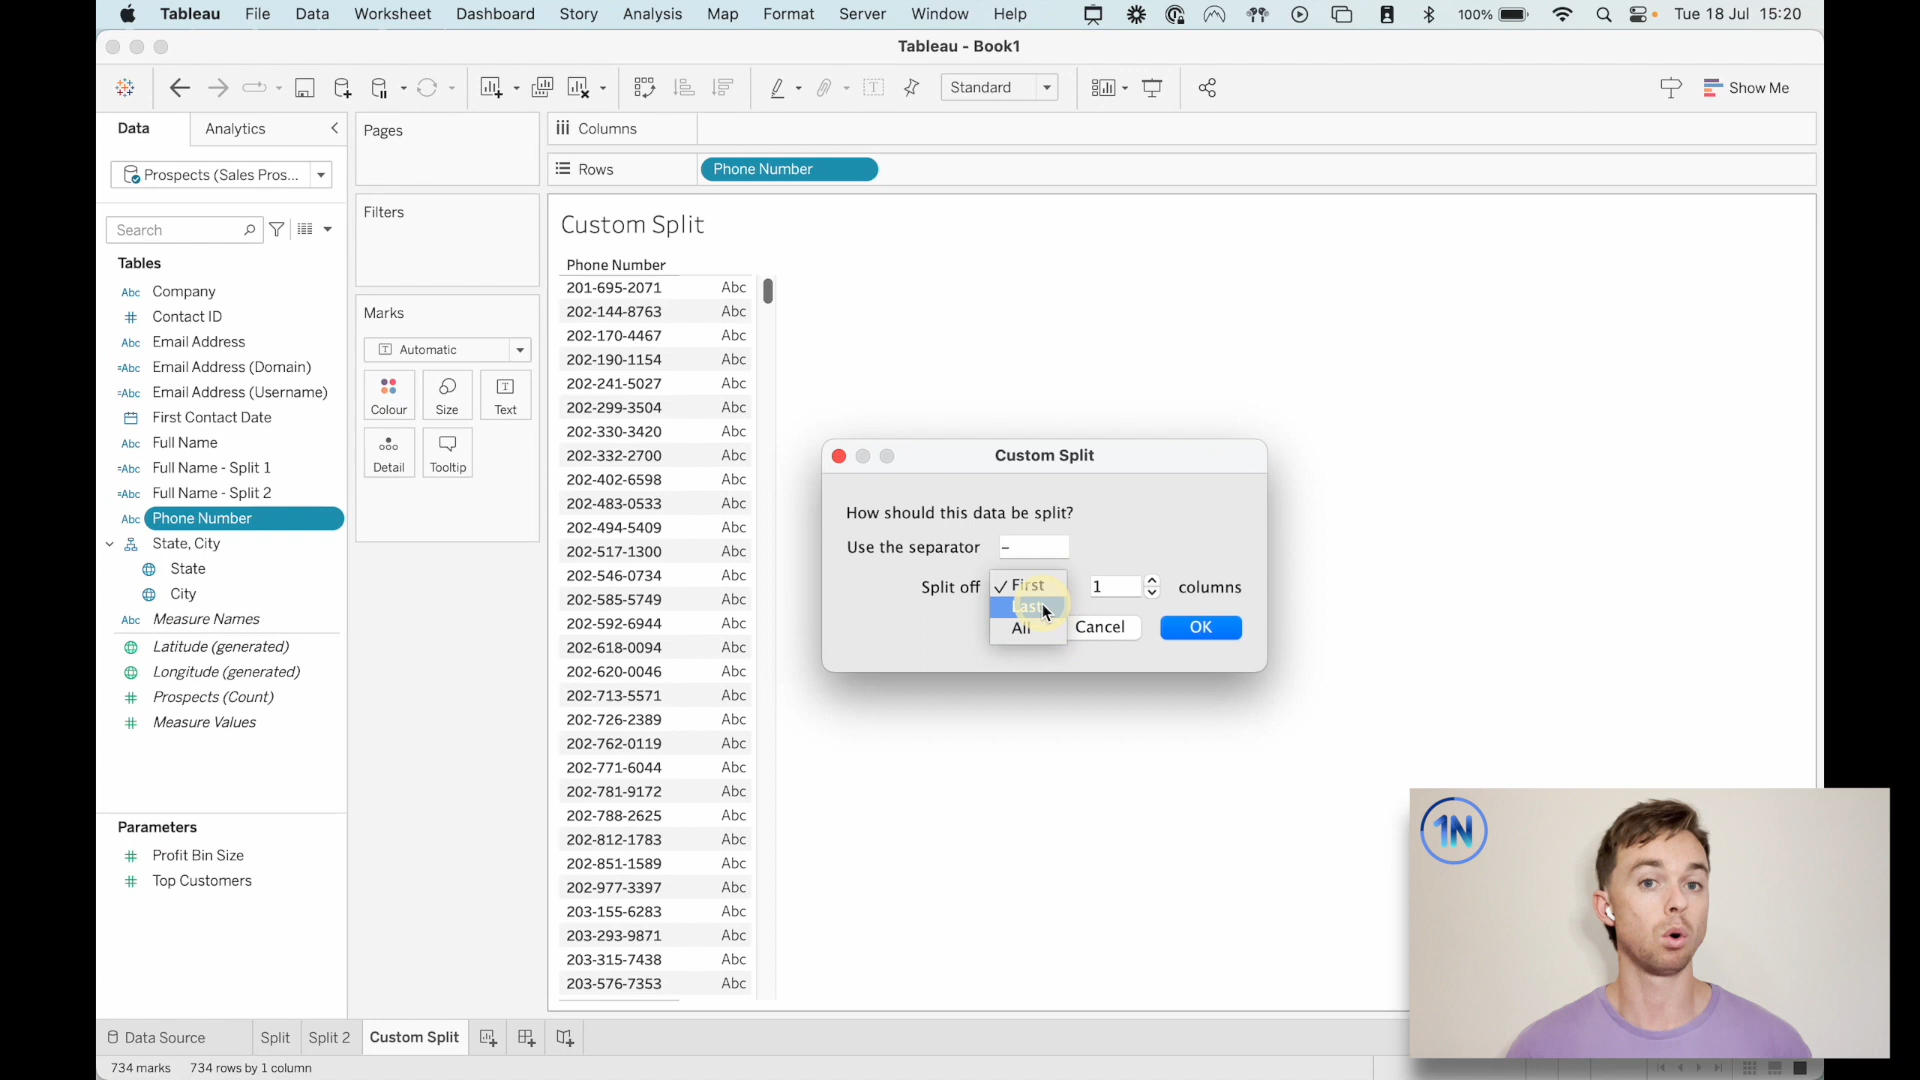 Tableau File Data Worksheet Dashboard Story Analysis Map Format Server Window Help 100% Tue 18 Jul 15:20
Tableau - Book1
Standard Show Me
Data Analytics
Pages
Columns
Prospects (Sales Pros...
Rows Phone Number
Filters
Custom Split
Search
Phone Number
Tables
201-695-2071 Abc
202-144-8763 Abc
202-170-4467 Abc
202-190-1154 Abc
202-241-5027 Abc
202-299-3504 Abc
202-330-3420 Abc
202-332-2700 Abc
202-402-6598 Abc
202-483-0533 Abc
202-494-5409 Abc
202-517-1300 Abc
202-546-0734 Abc
202-585-5749 Abc
202-592-6944 Abc
202-618-0094 Abc
202-620-0046 Abc
202-713-5571 Abc
202-726-2389 Abc
202-762-0119 Abc
202-771-6044 Abc
202-781-9172 Abc
202-788-2625 Abc
202-812-1783 Abc
202-851-1589 Abc
202-977-3397 Abc
203-155-6283 Abc
203-293-9871 Abc
203-315-7438 Abc
203-576-7353 Abc
Abc Company
# Contact ID
Abc Email Address
=Abc Email Address (Domain)
=Abc Email Address (Username)
First Contact Date
Abc Full Name
=Abc Full Name - Split 1
=Abc Full Name - Split 2
Abc Phone Number
State, City
State
City
Abc Measure Names
Latitude (generated)
Longitude (generated)
# Prospects (Count)
# Measure Values
Parameters
# Profit Bin Size
# Top Customers
Marks
T Automatic
Colour Size T Text
Detail Tooltip
Custom Split
How should this data be split?
Use the separator -
Split off ✓ First 1 columns
Last
All
Cancel OK
1N
Data Source Split Split 2 Custom Split
734 marks 734 rows by 1 column